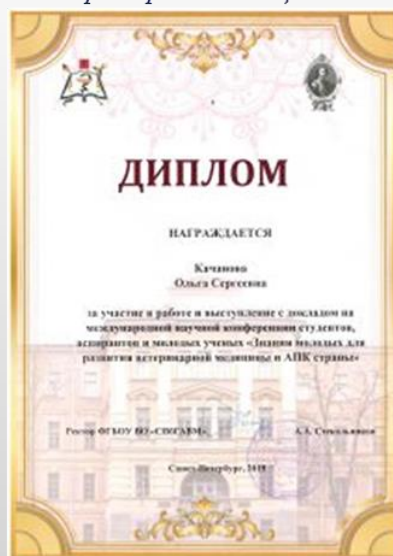 ДИПЛОМ
НАГРАЖДАЕТСЯ
Качанова
Ольга Сергеевна
за участие в работе и выступление с докладом на
международной научной конференции студентов,
аспирантов и молодых ученых «Знания молодых для
развития ветеринарной медицины и АПК страны»
Ректор ФГБОУ ВО «СПбГАВМ»
А.А. Стекольников
Санкт-Петербург, 2019